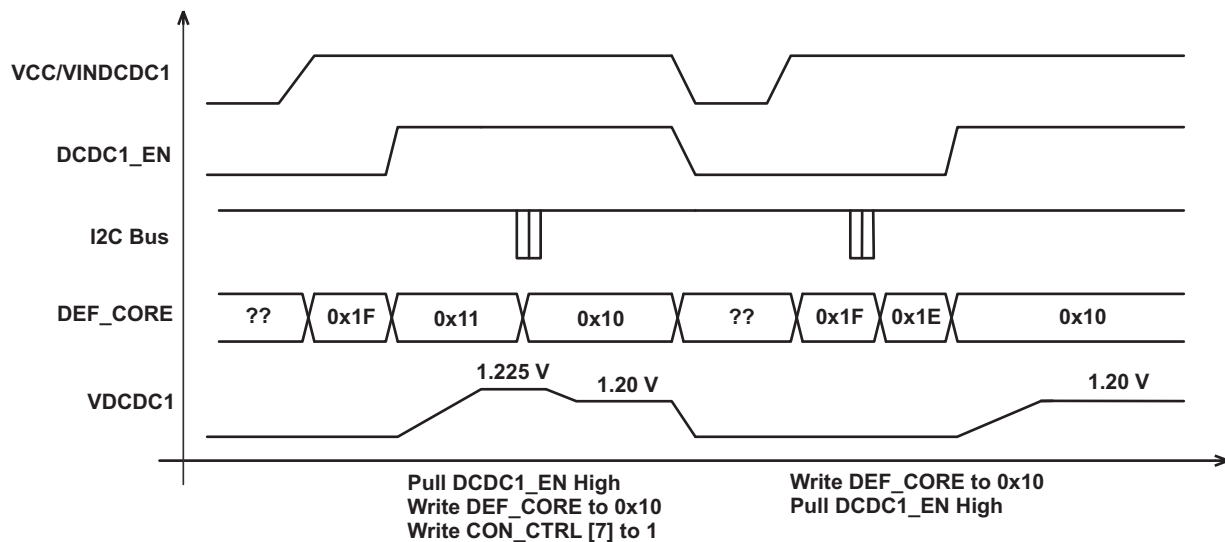 VCC/VINDCDC1
DCDC1_EN
I2C Bus
DEF_CORE
?? 0x1F 0x11 0x10 ?? 0x1F 0x1E 0x10
1.225 V
1.20 V
1.20 V
VDCDC1
Pull DCDC1_EN High
Write DEF_CORE to 0x10
Write CON_CTRL [7] to 1
Write DEF_CORE to 0x10
Pull DCDC1_EN High